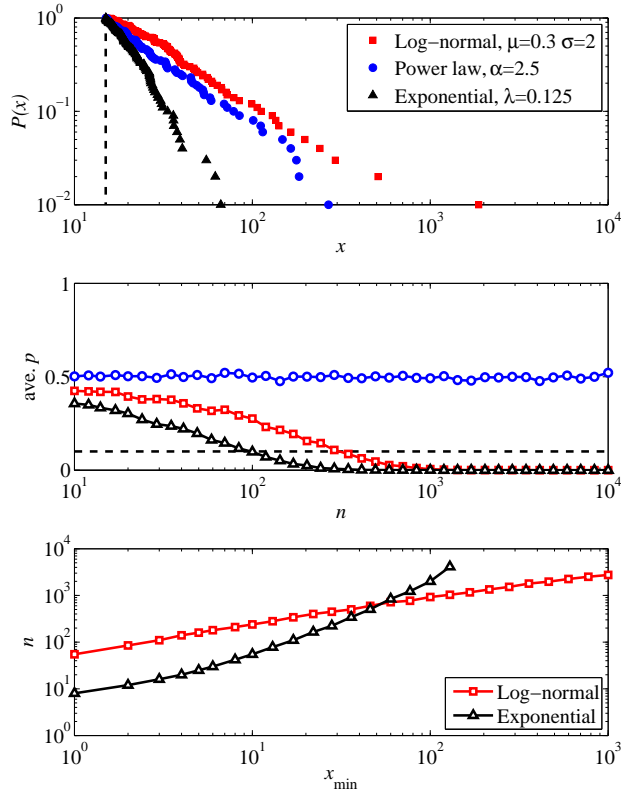 10^0
10^-1
10^-2
P(x)
Log-normal, μ=0.3 σ=2
Power law, α=2.5
Exponential, λ=0.125
10^1 10^2 10^3 10^4
x
1
0.5
0
ave. p
10^1 10^2 10^3 10^4
n
10^5
10^4
10^3
10^2
10^1
10^0
n
Log-normal
Exponential
10^0 10^1 10^2 10^3
x_min